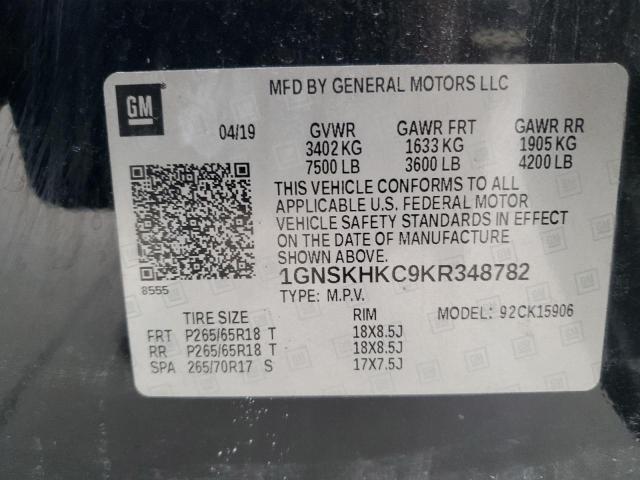 GM
MFD BY GENERAL MOTORS LLC
04/19 GVWR GAWR FRT GAWR RR
3402 KG 1633 KG 1905 KG
7500 LB 3600 LB 4200 LB
THIS VEHICLE CONFORMS TO ALL
APPLICABLE U.S. FEDERAL MOTOR
VEHICLE SAFETY STANDARDS IN EFFECT
ON THE DATE OF MANUFACTURE
SHOWN ABOVE.
8555
1GNSKHKC9KR348782
TYPE: M.P.V. MODEL: 92CK15906
TIRE SIZE RIM
FRT P265/65R18 T 18X8.5J
RR P265/65R18 T 18X8.5J
SPA 265/70R17 S 17X7.5J